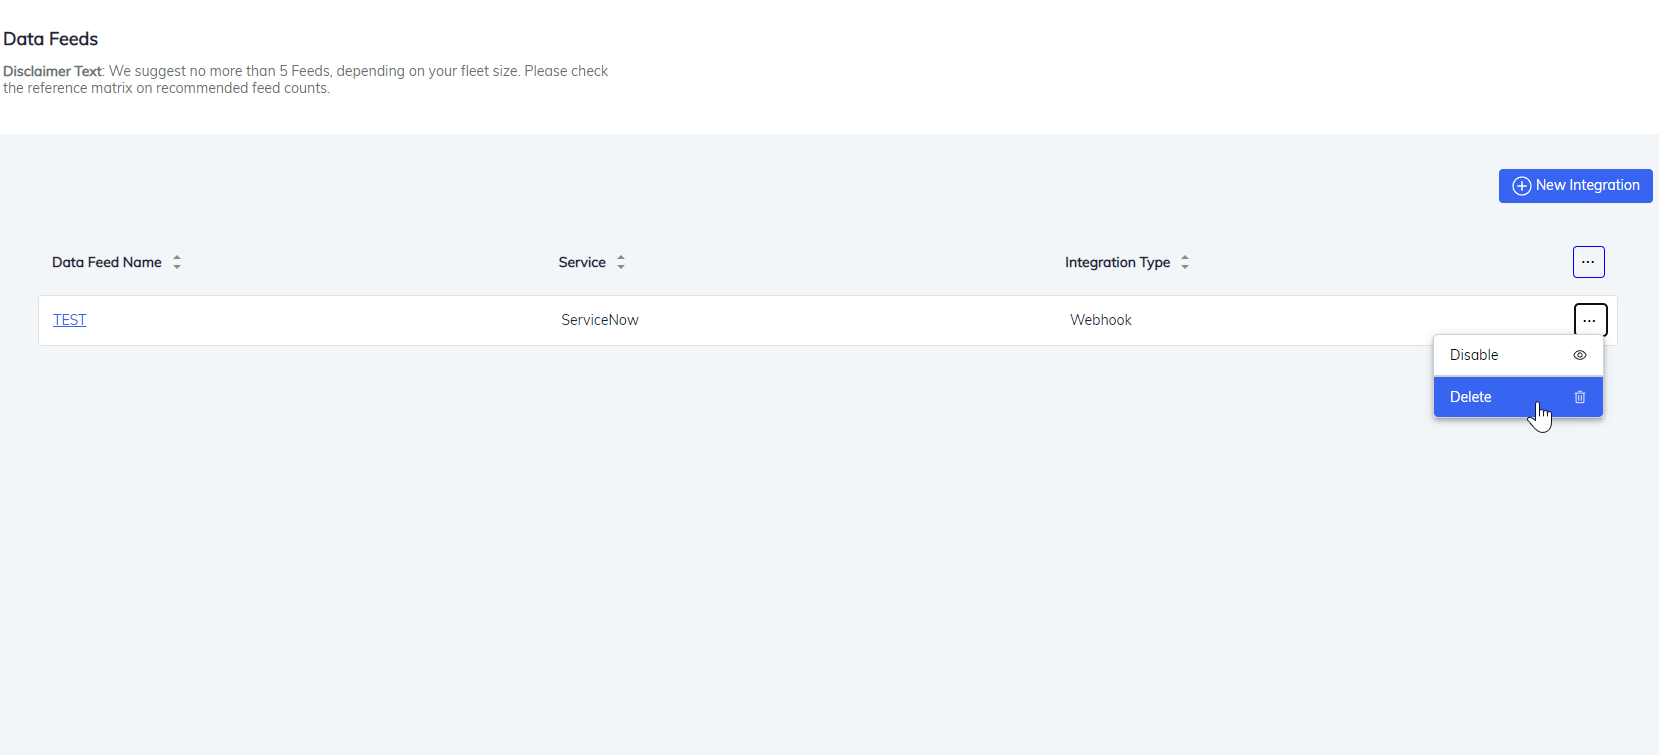 Data Feeds
Disclaimer Text: We suggest no more than 5 Feeds, depending on your fleet size. Please check
the reference matrix on recommended feed counts.
New Integration
Data Feed Name Service Integration Type ...
TEST ServiceNow Webhook ...
Disable
Delete